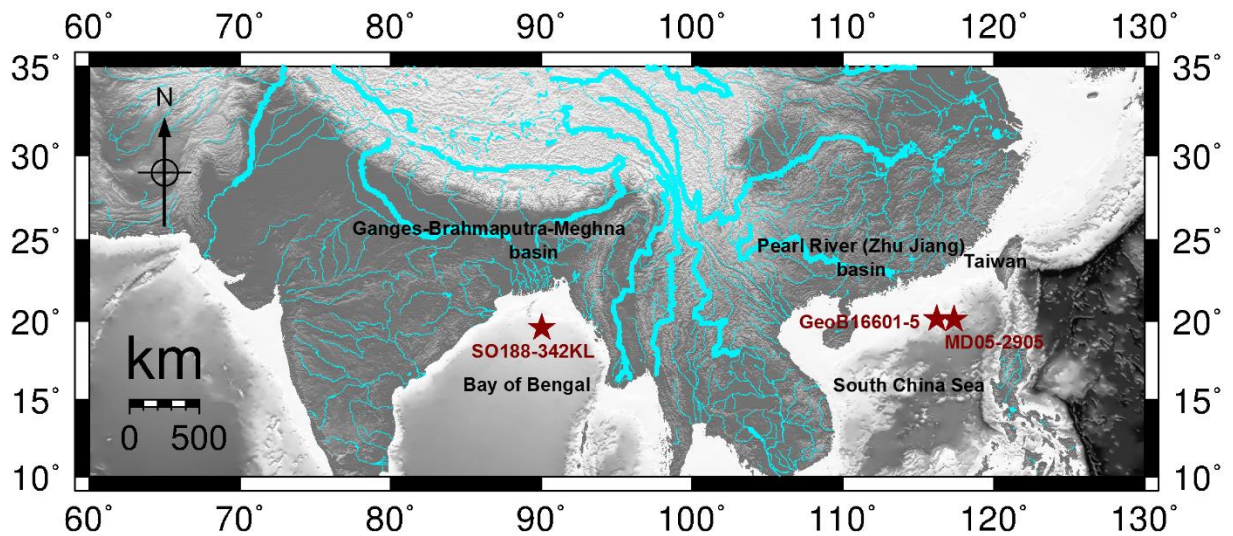 60° 70° 80° 90° 100° 110° 120° 130°
35° 35°
N
30° 30°
Ganges-Brahmaputra-Meghna
basin
25° 25°
Pearl River (Zhu Jiang)
basin
Taiwan
20° 20°
GeoB16601-5
MD05-2905
SO188-342KL
km
Bay of Bengal
South China Sea
15° 15°
0 500
10° 10°
60° 70° 80° 90° 100° 110° 120° 130°